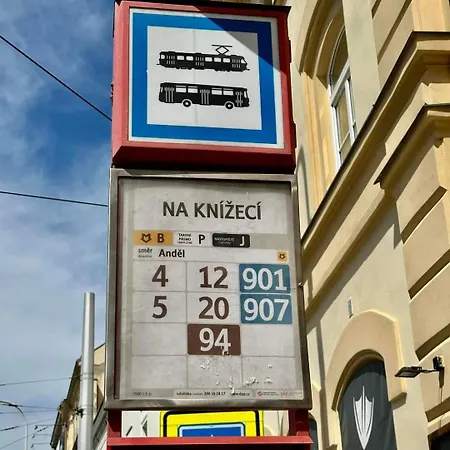 NA KNÍŽECÍ
B P J
směr Anděl
4 12 901
5 20 907
94